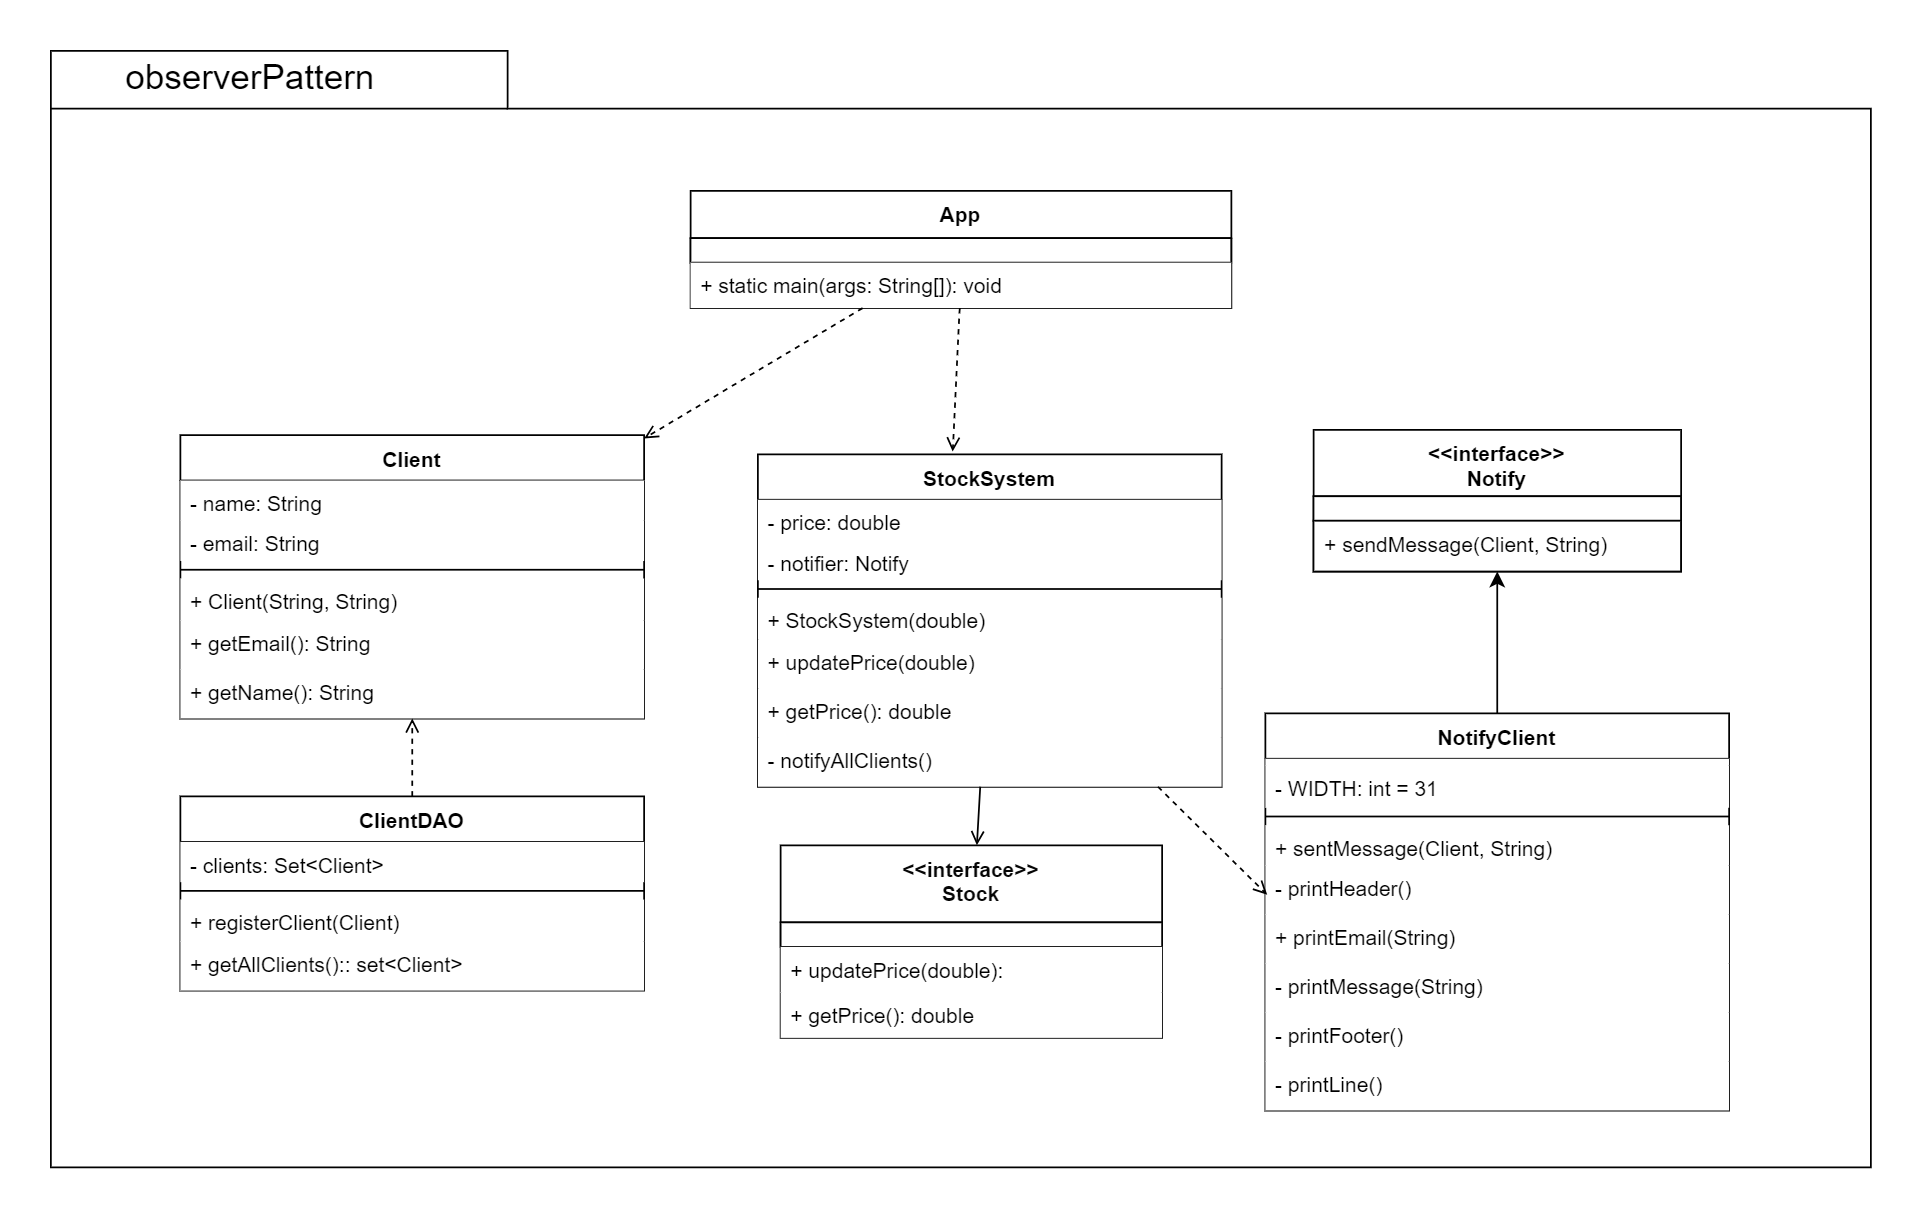 observerPattern
App
+ static main(args: String[]): void
Client
- name: String
- email: String
+ Client(String, String)
+ getEmail(): String
+ getName(): String
ClientDAO
- clients: Set<Client>
+ registerClient(Client)
+ getAllClients():: set<Client>
StockSystem
- price: double
- notifier: Notify
+ StockSystem(double)
+ updatePrice(double)
+ getPrice(): double
- notifyAllClients()
<<interface>>
Stock
+ updatePrice(double):
+ getPrice(): double
<<interface>>
Notify
+ sendMessage(Client, String)
NotifyClient
- WIDTH: int = 31
+ sentMessage(Client, String)
- printHeader()
+ printEmail(String)
- printMessage(String)
- printFooter()
- printLine()